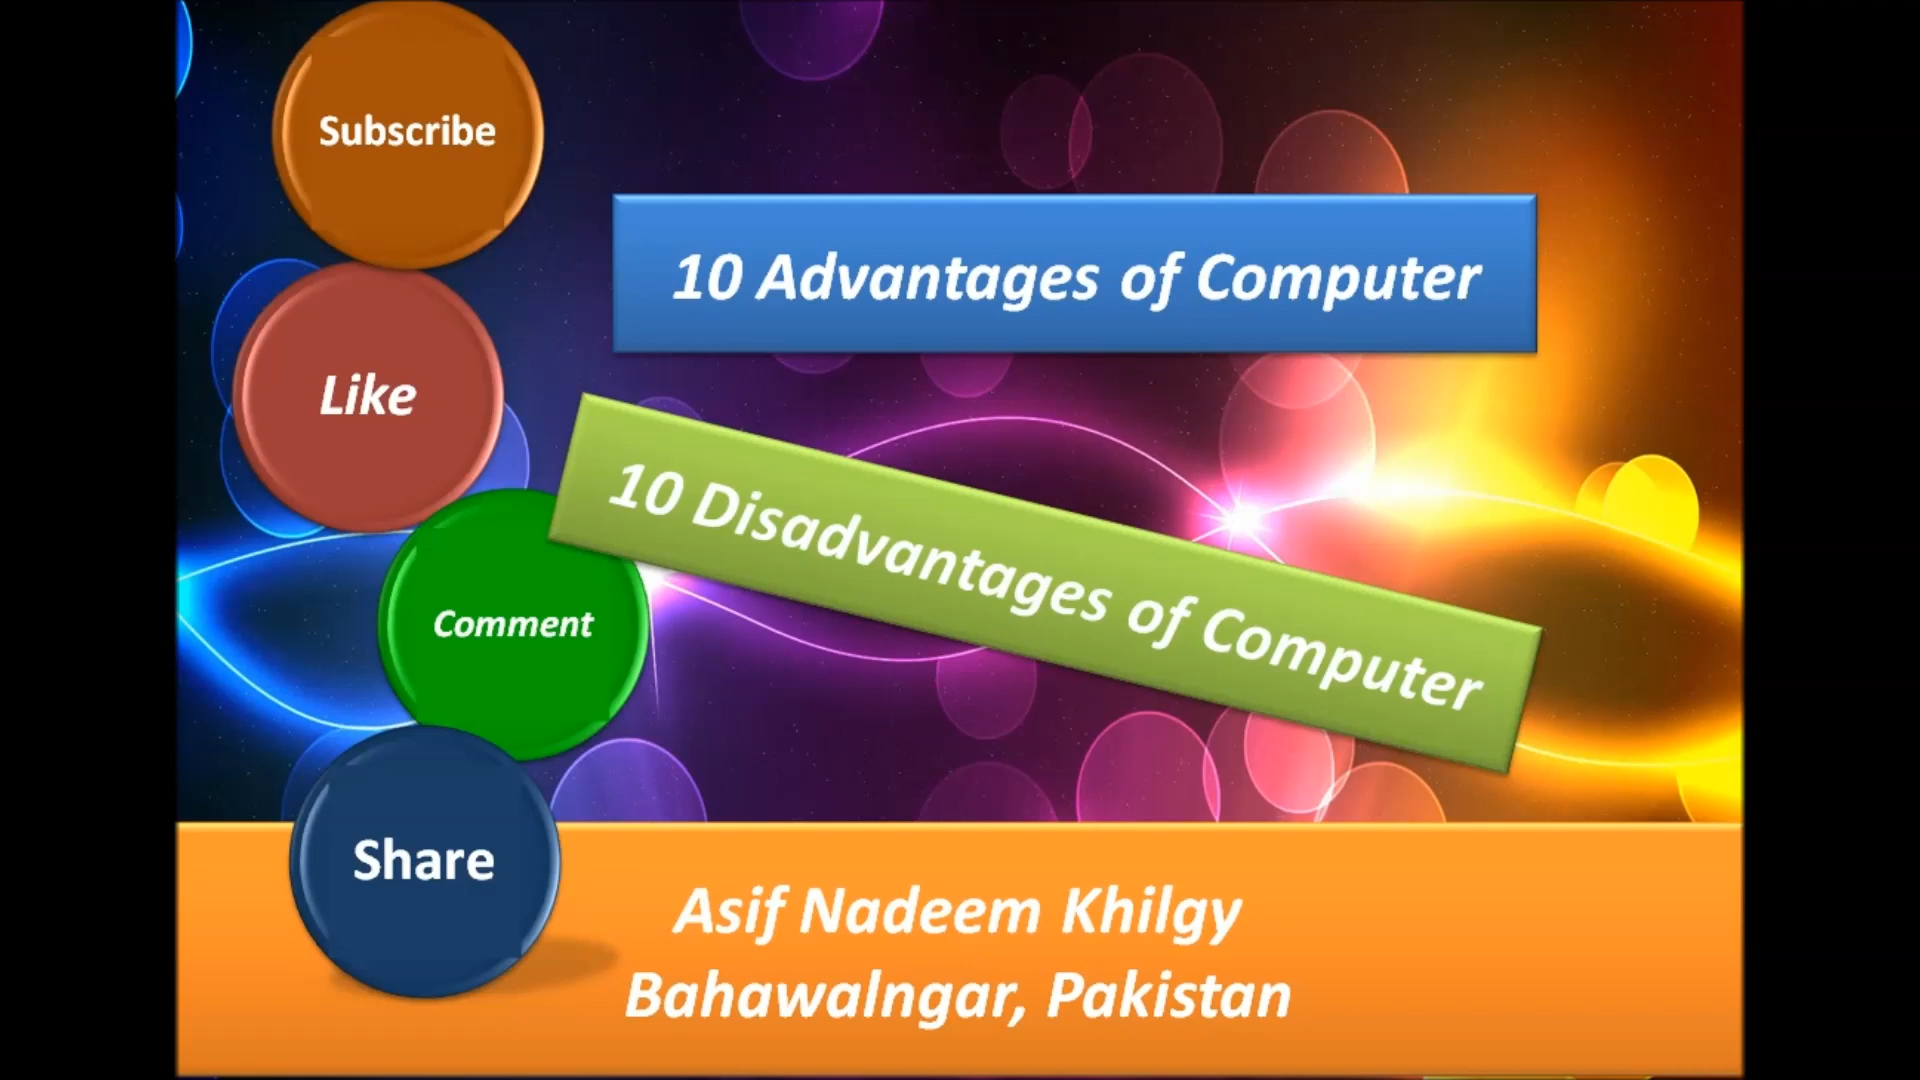 Subscribe
10 Advantages of Computer
Like
10 Disadvantages of Computer
Comment
Share
Asif Nadeem Khilgy
Bahawalngar, Pakistan